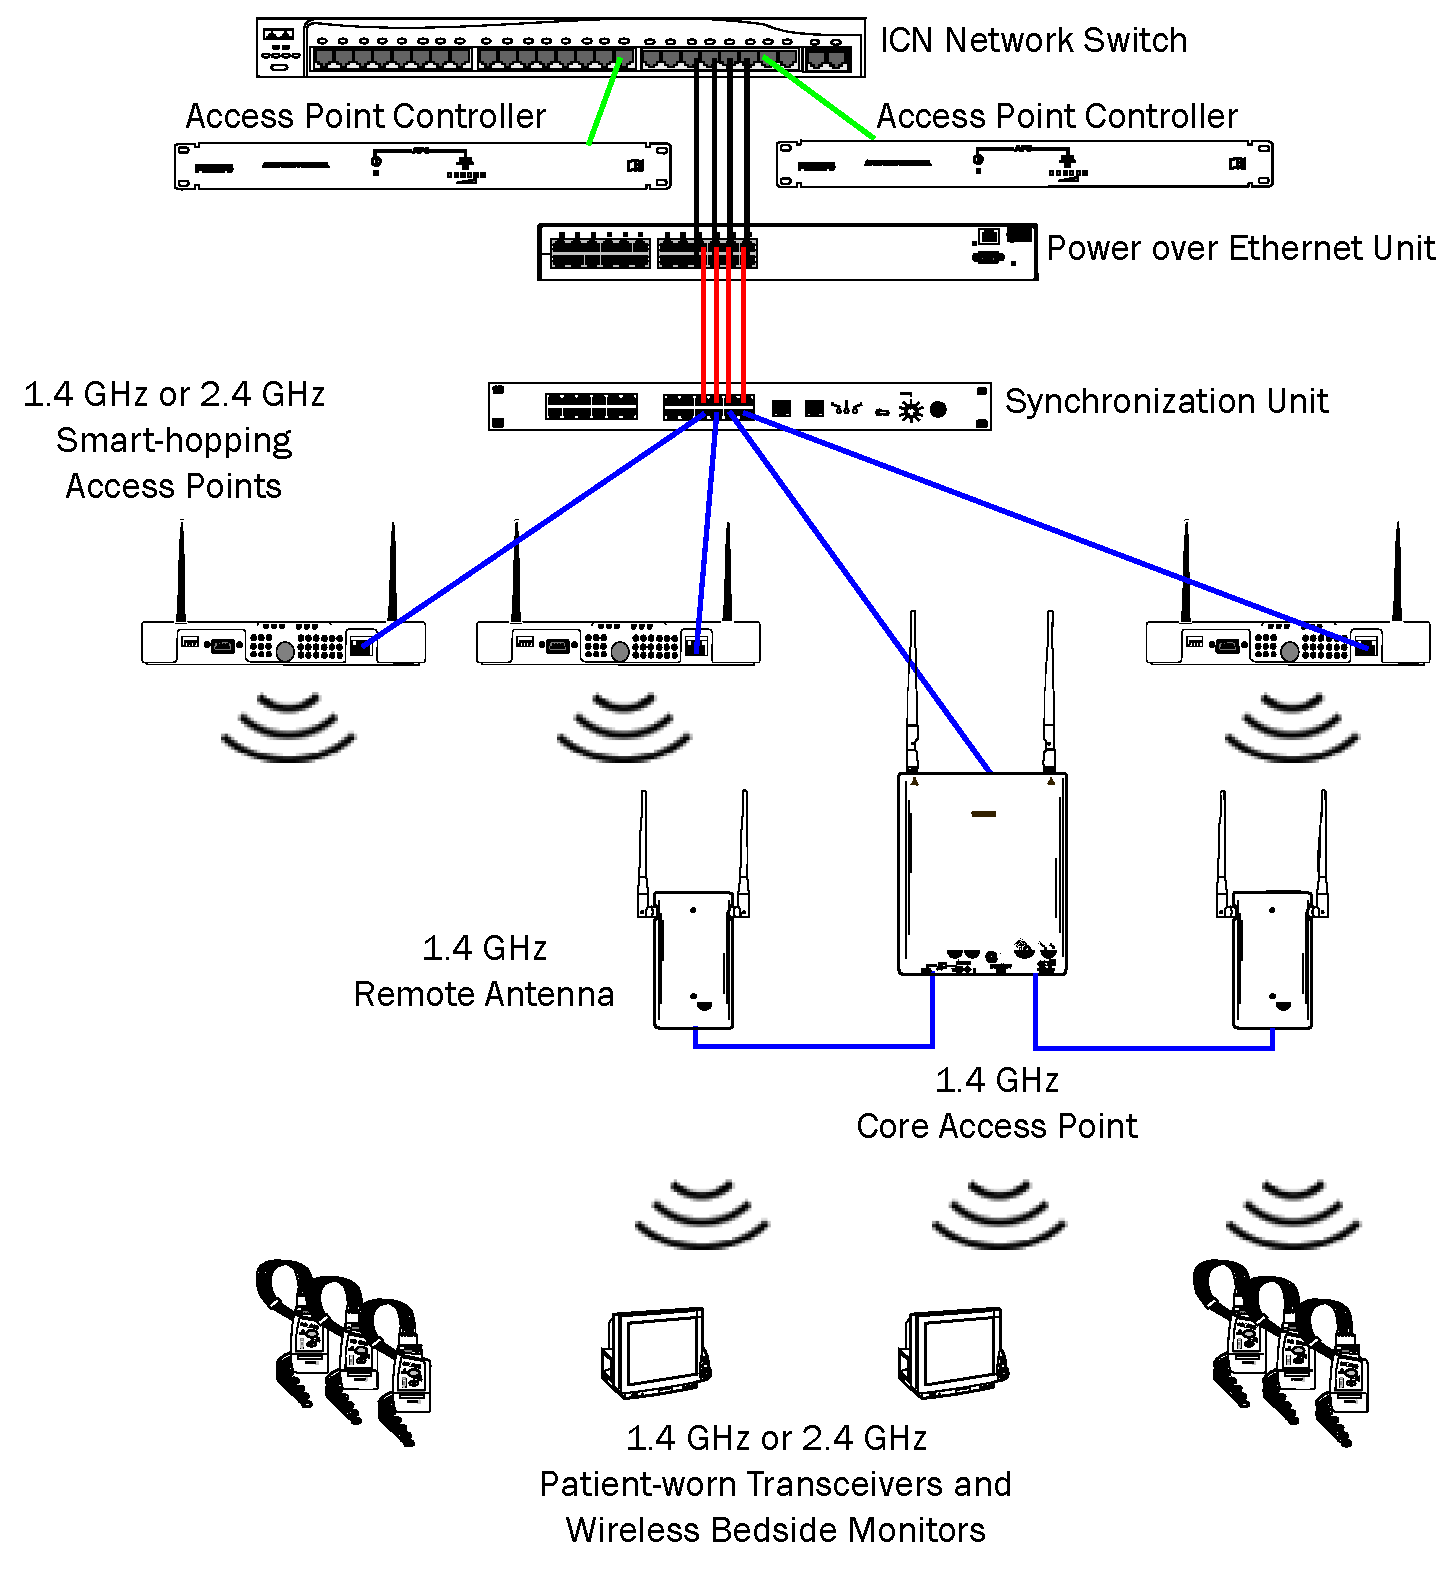 ICN Network Switch
Access Point Controller
Access Point Controller
Power over Ethernet Unit
Synchronization Unit
1.4 GHz or 2.4 GHz
Smart-hopping
Access Points
1.4 GHz
Remote Antenna
1.4 GHz
Core Access Point
1.4 GHz or 2.4 GHz
Patient-worn Transceivers and
Wireless Bedside Monitors